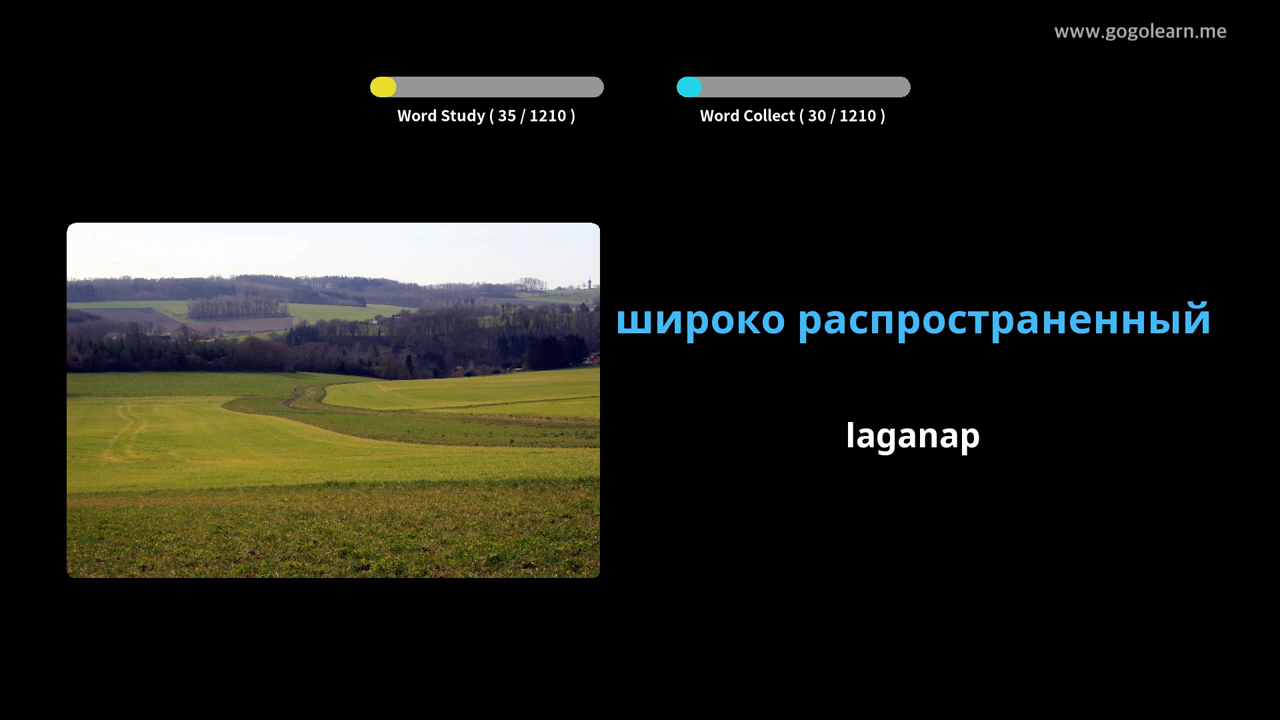 www.gogolearn.me
Word Study ( 35 / 1210 )
Word Collect ( 30 / 1210 )
широко распространенный
laganap